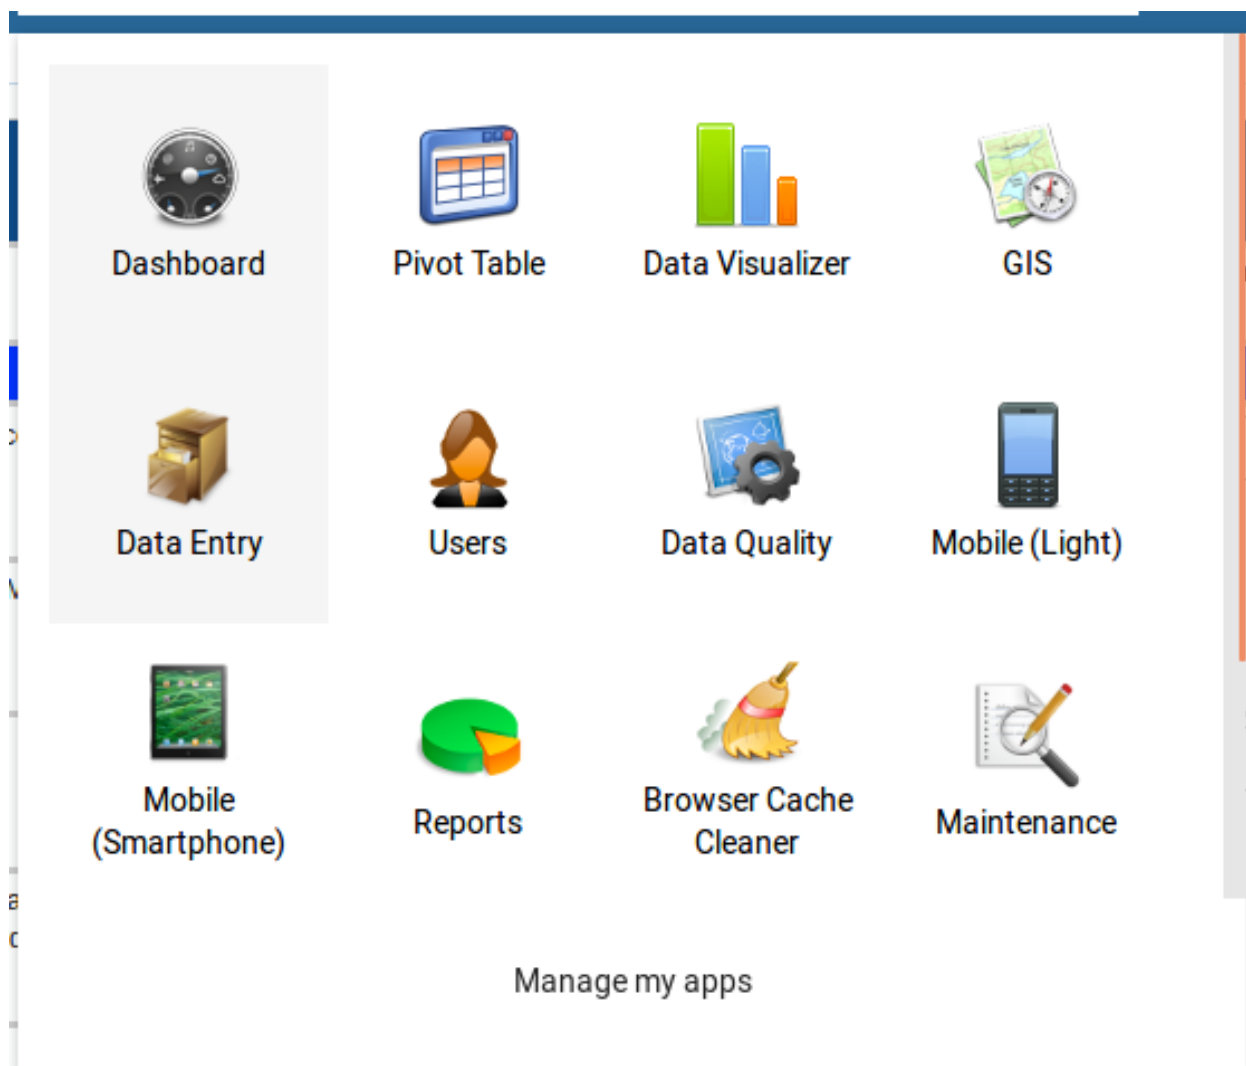 Dashboard
Pivot Table
Data Visualizer
GIS
Data Entry
Users
Data Quality
Mobile (Light)
Mobile
(Smartphone)
Reports
Browser Cache
Cleaner
Maintenance
Manage my apps